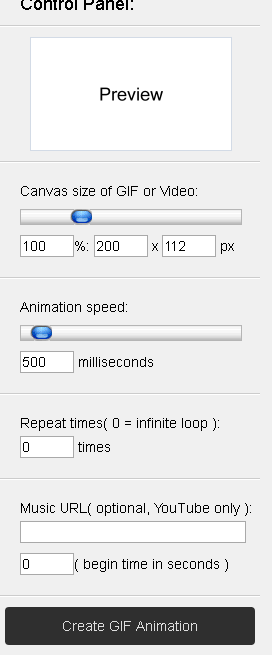 Control Panel:
Preview
Canvas size of GIF or Video:
100 %: 200 x 112 px
Animation speed:
500 milliseconds
Repeat times( 0 = infinite loop ):
0 times
Music URL( optional, YouTube only ):
0 ( begin time in seconds )
Create GIF Animation